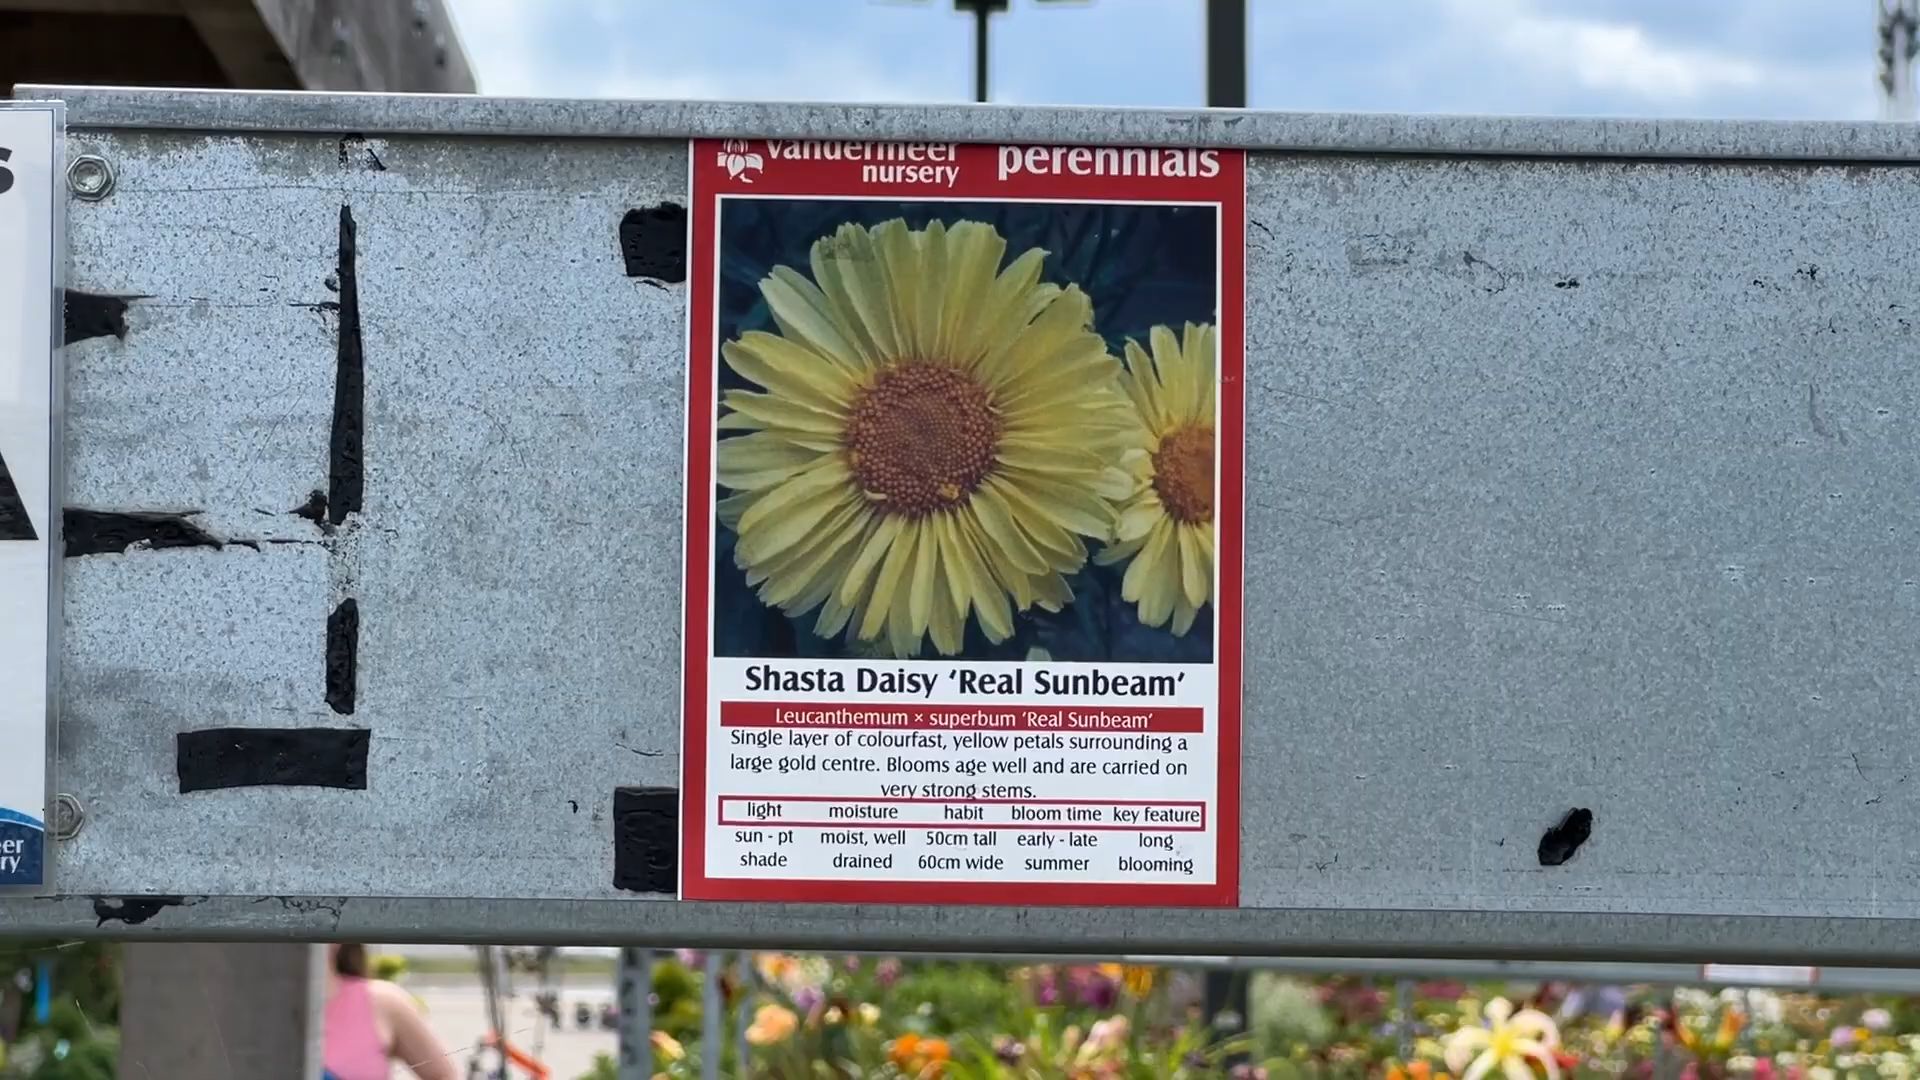 S
A
er
ry
vandermeer
nursery
perennials
Shasta Daisy ‘Real Sunbeam’
Leucanthemum × superbum ‘Real Sunbeam’
Single layer of colourfast, yellow petals surrounding a
large gold centre. Blooms age well and are carried on
very strong stems.
light moisture habit bloom time key feature
sun - pt moist, well 50cm tall early - late long
shade drained 60cm wide summer blooming